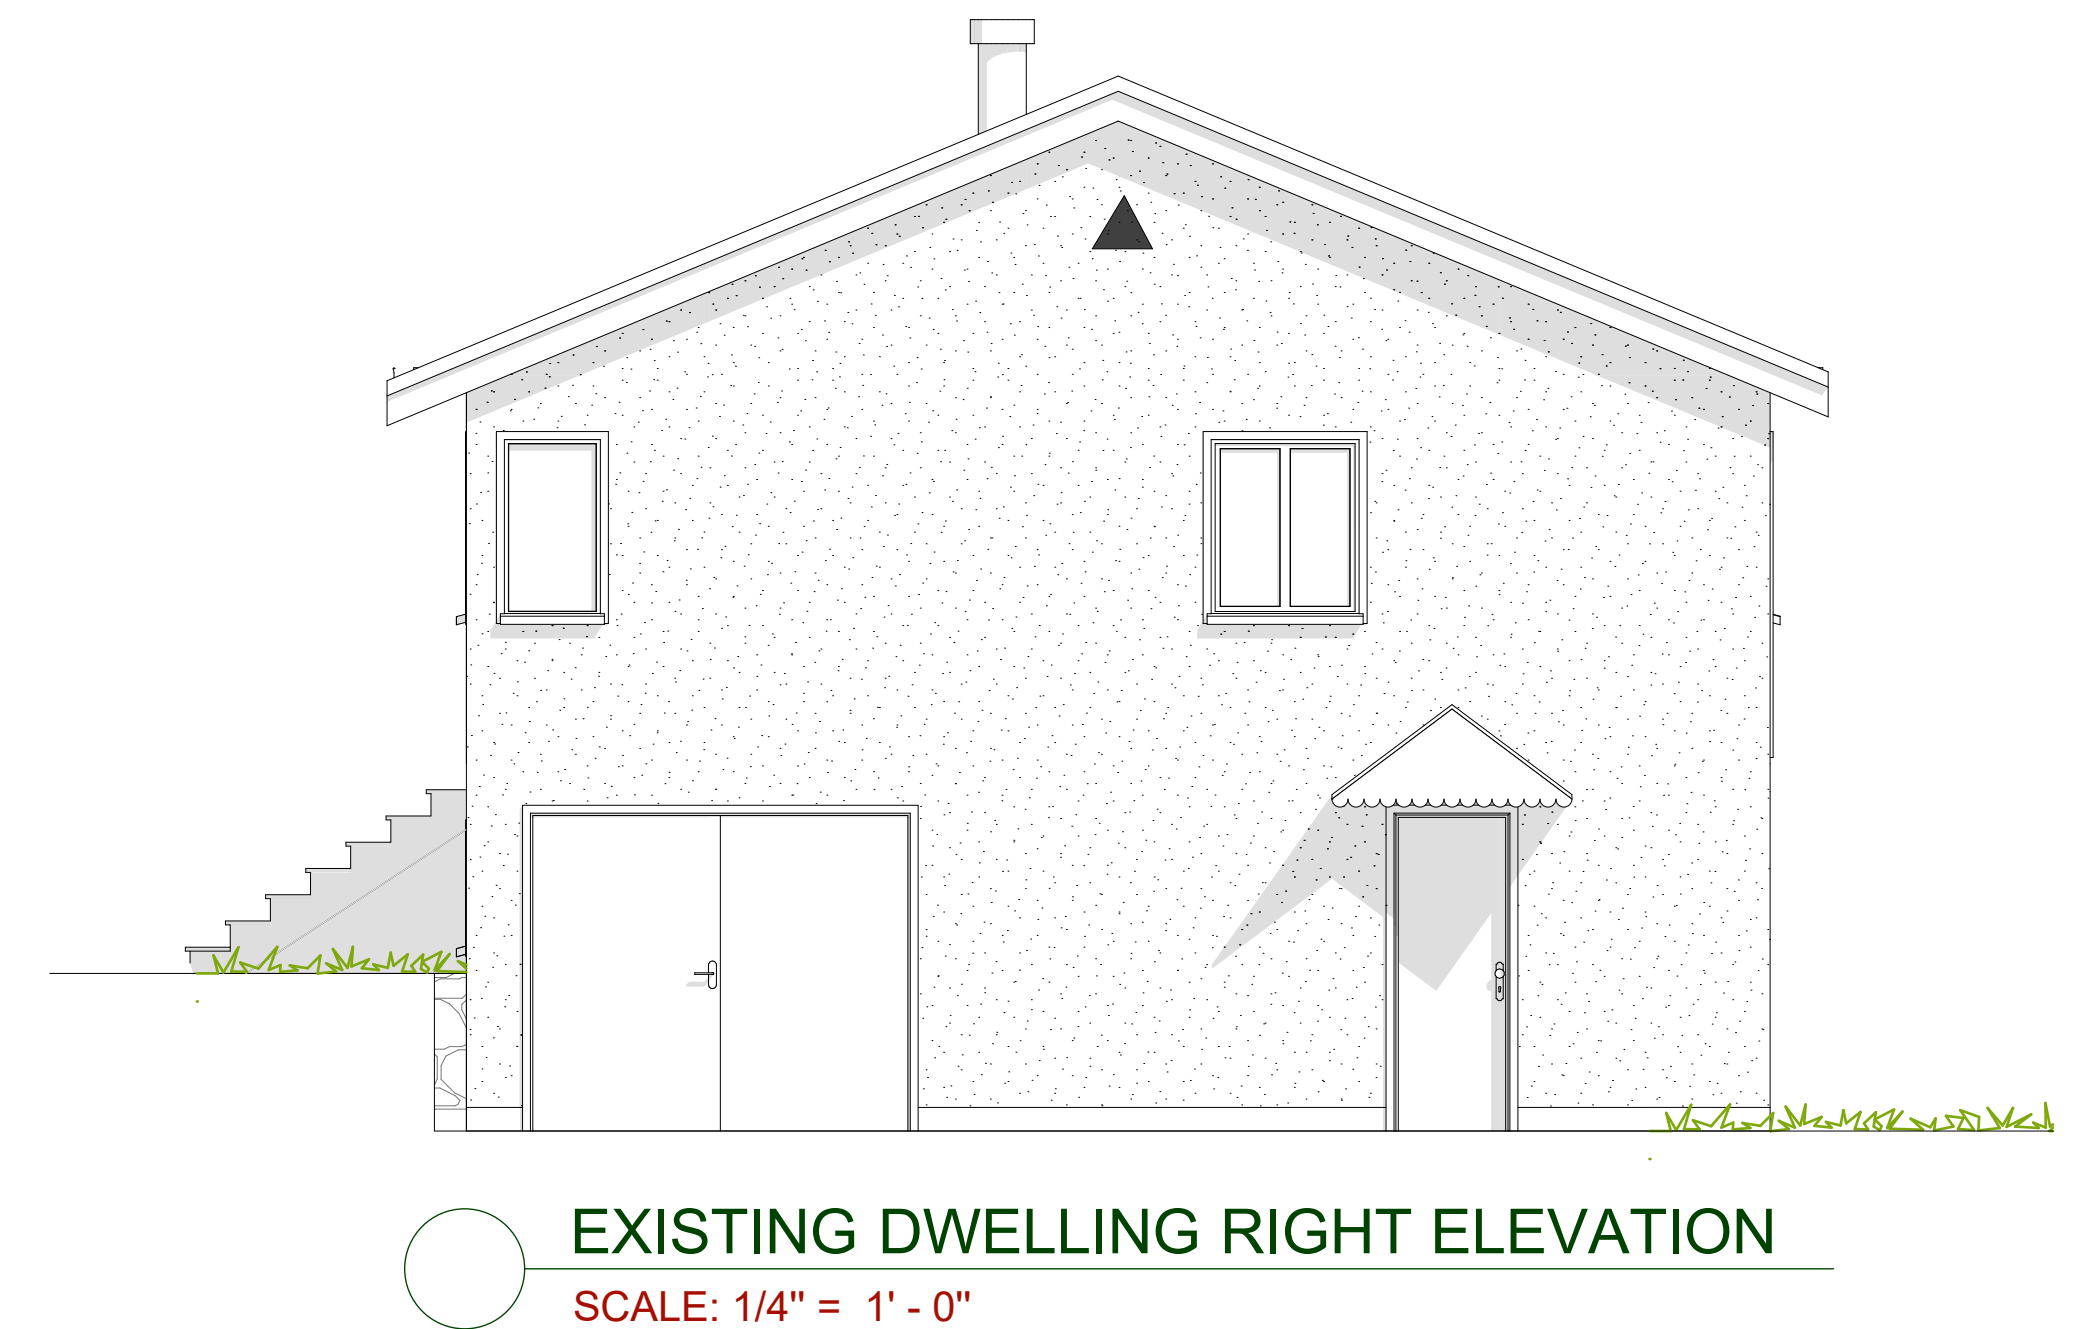 EXISTING DWELLING RIGHT ELEVATION
SCALE: 1/4" = 1' - 0"